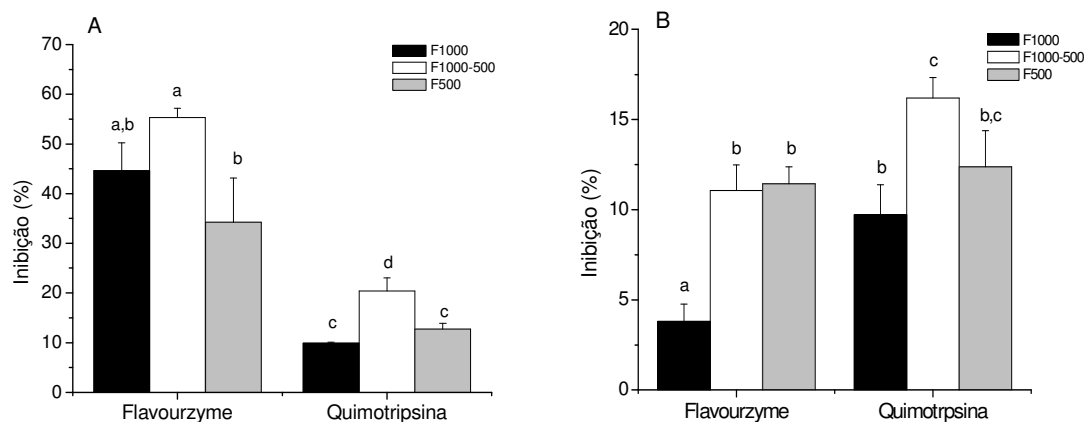 A
70
60
50
40
30
20
10
0
Inibição (%)
F1000
F1000-500
F500
a,b
a
b
c
d
c
Flavourzyme
Quimotripsina
B
20
15
10
5
0
Inibição (%)
F1000
F1000-500
F500
a
b
b
b
c
b,c
Flavourzyme
Quimotrpsina